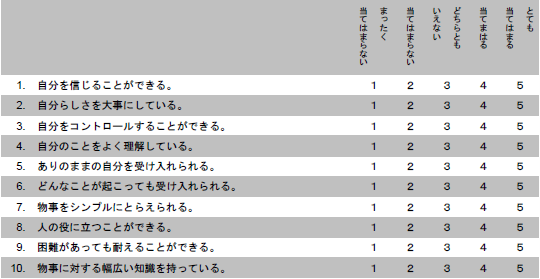 まったく
当てはまらない
当てはまらない
どちらとも
いえない
当てまはる
とても
当てはまる
1. 自分を信じることができる。 1 2 3 4 5
2. 自分らしさを大事にしている。 1 2 3 4 5
3. 自分をコントロールすることができる。 1 2 3 4 5
4. 自分のことをよく理解している。 1 2 3 4 5
5. ありのままの自分を受け入れられる。 1 2 3 4 5
6. どんなことが起こっても受け入れられる。 1 2 3 4 5
7. 物事をシンプルにとらえられる。 1 2 3 4 5
8. 人の役に立つことができる。 1 2 3 4 5
9. 困難があっても耐えることができる。 1 2 3 4 5
10. 物事に対する幅広い知識を持っている。 1 2 3 4 5